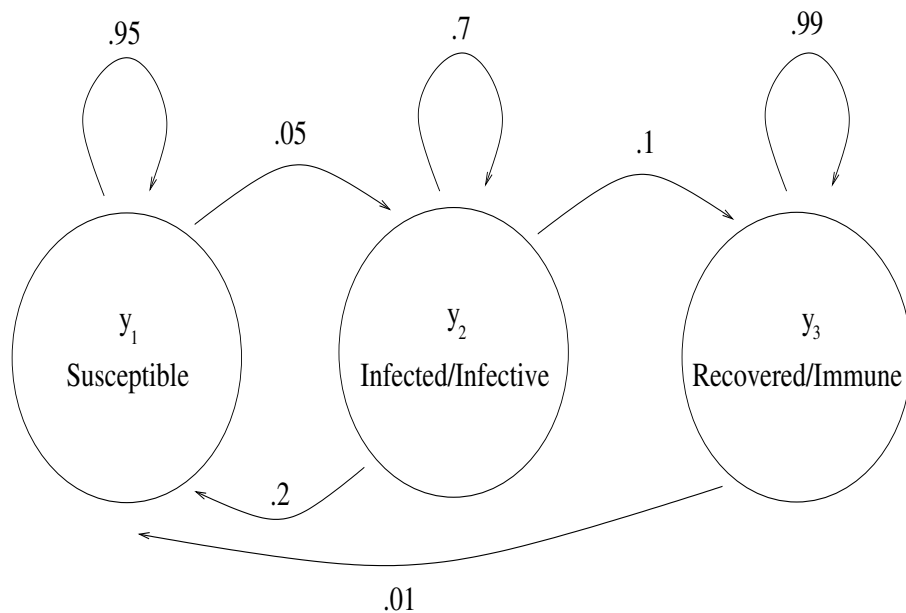 .95
.7
.99
.05
.1
y1
Susceptible
y2
Infected/Infective
y3
Recovered/Immune
.2
.01